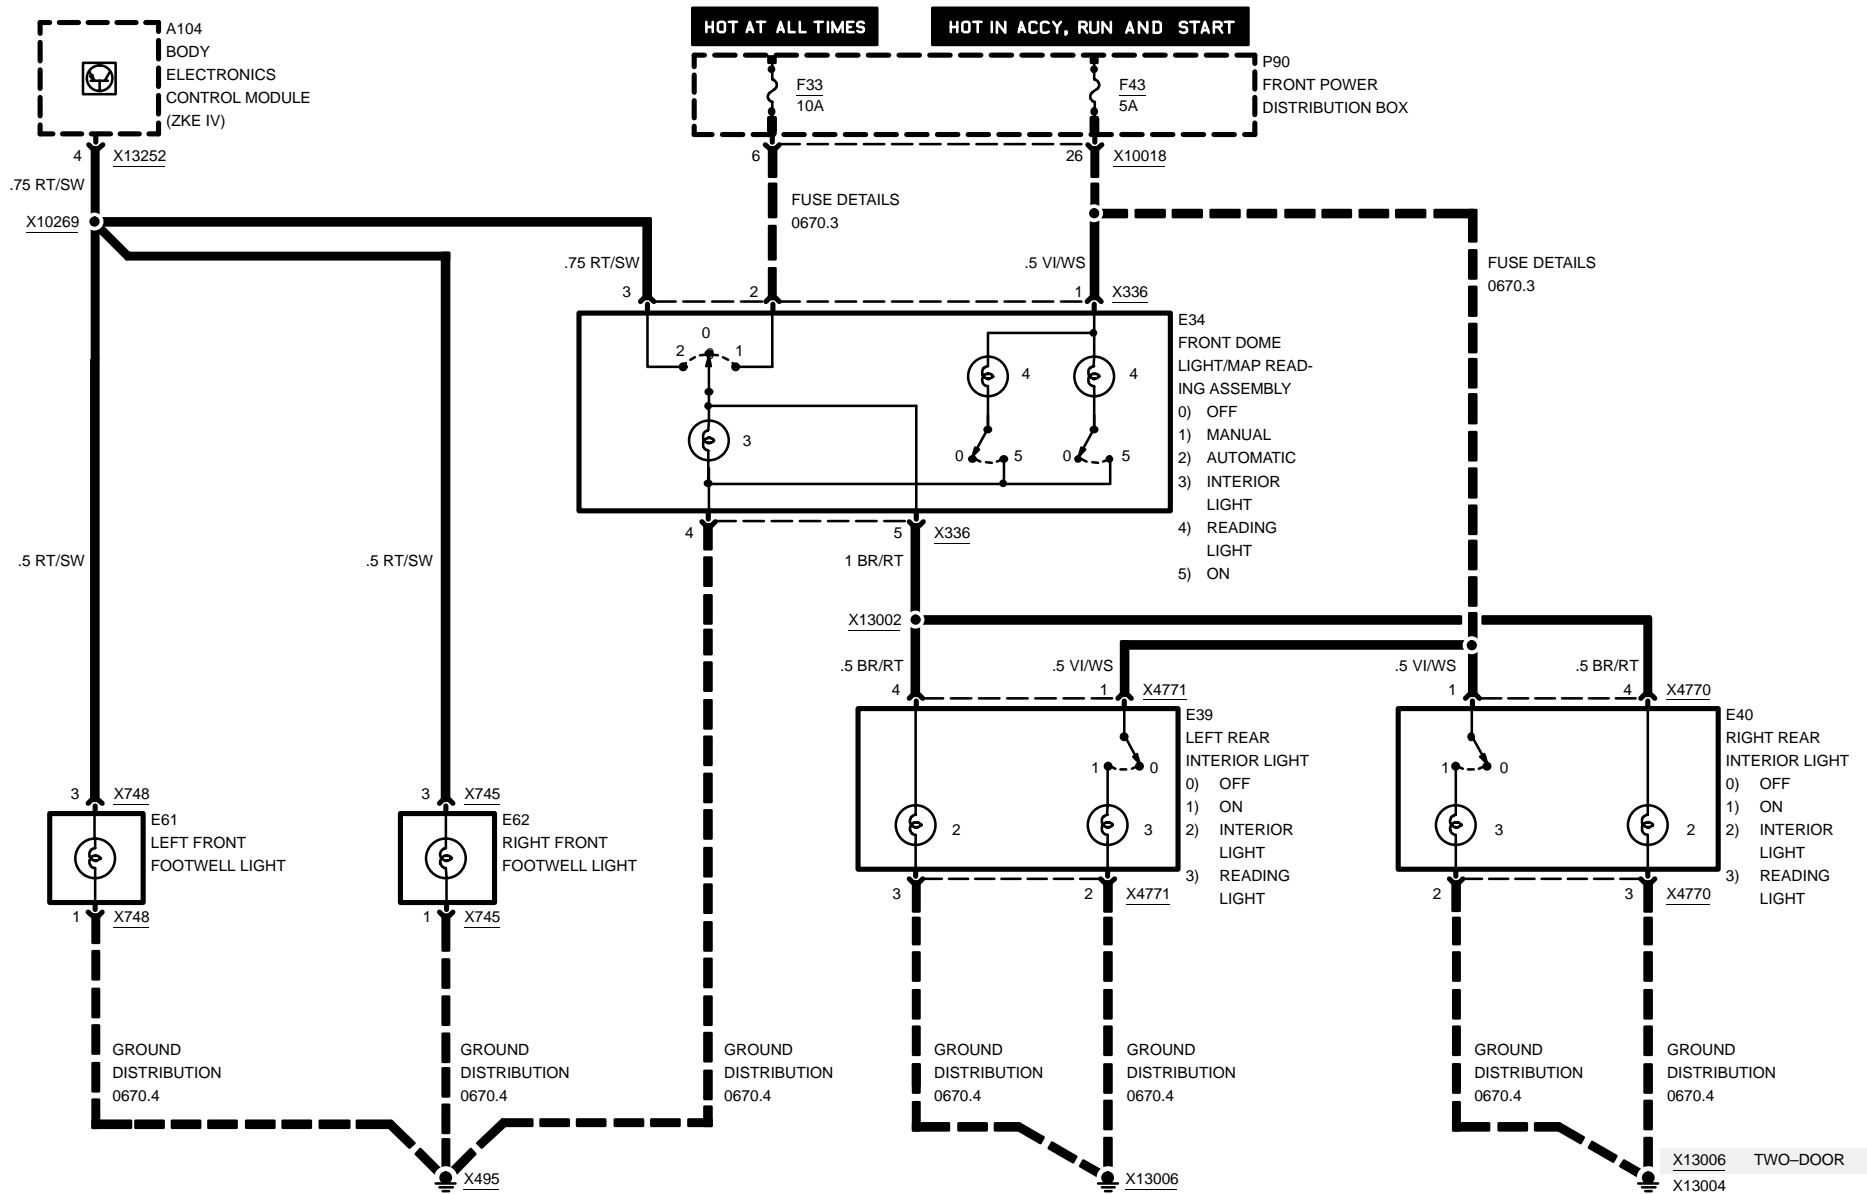 HOT AT ALL TIMES
HOT IN ACCY, RUN AND START
A104
BODY
ELECTRONICS
CONTROL MODULE
(ZKE IV)
F33
10A
F43
5A
P90
FRONT POWER
DISTRIBUTION BOX
4 X13252
6
26 X10018
.75 RT/SW
X10269
FUSE DETAILS
0670.3
.75 RT/SW
.5 VI/WS
FUSE DETAILS
0670.3
3
2
1 X336
0
2
1
3
4
4
0
5
0
5
E34
FRONT DOME
LIGHT/MAP READ-
ING ASSEMBLY
0) OFF
1) MANUAL
2) AUTOMATIC
3) INTERIOR
LIGHT
4) READING
LIGHT
5) ON
4
5 X336
.5 RT/SW
.5 RT/SW
1 BR/RT
X13002
.5 BR/RT
.5 VI/WS
.5 VI/WS
.5 BR/RT
4
1 X4771
1
4 X4770
1
0
2
3
E39
LEFT REAR
INTERIOR LIGHT
0) OFF
1) ON
2) INTERIOR
LIGHT
3) READING
LIGHT
1
0
3
2
E40
RIGHT REAR
INTERIOR LIGHT
0) OFF
1) ON
2) INTERIOR
LIGHT
3) READING
LIGHT
3 X748
E61
LEFT FRONT
FOOTWELL LIGHT
1 X748
3 X745
E62
RIGHT FRONT
FOOTWELL LIGHT
1 X745
3
2 X4771
2
3 X4770
GROUND
DISTRIBUTION
0670.4
GROUND
DISTRIBUTION
0670.4
GROUND
DISTRIBUTION
0670.4
GROUND
DISTRIBUTION
0670.4
GROUND
DISTRIBUTION
0670.4
GROUND
DISTRIBUTION
0670.4
GROUND
DISTRIBUTION
0670.4
X495
X13006
X13006 TWO–DOOR
X13004